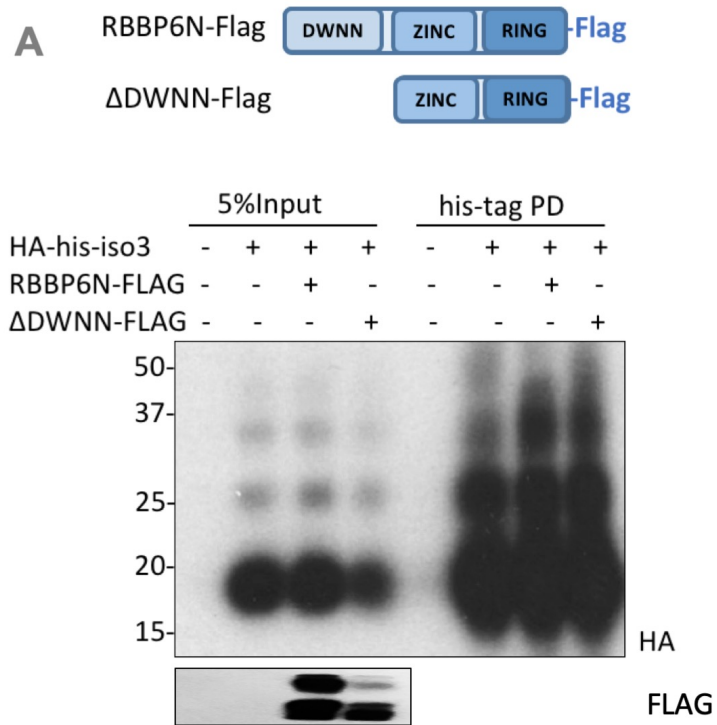 A
RBBP6N-Flag DWNN ZINC RING -Flag
ΔDWNN-Flag ZINC RING -Flag
5%Input his-tag PD
HA-his-iso3 - + + + - + + +
RBBP6N-FLAG - - + - - - + -
ΔDWNN-FLAG - - - + - - - +
50-
37-
25-
20-
15-
HA
FLAG